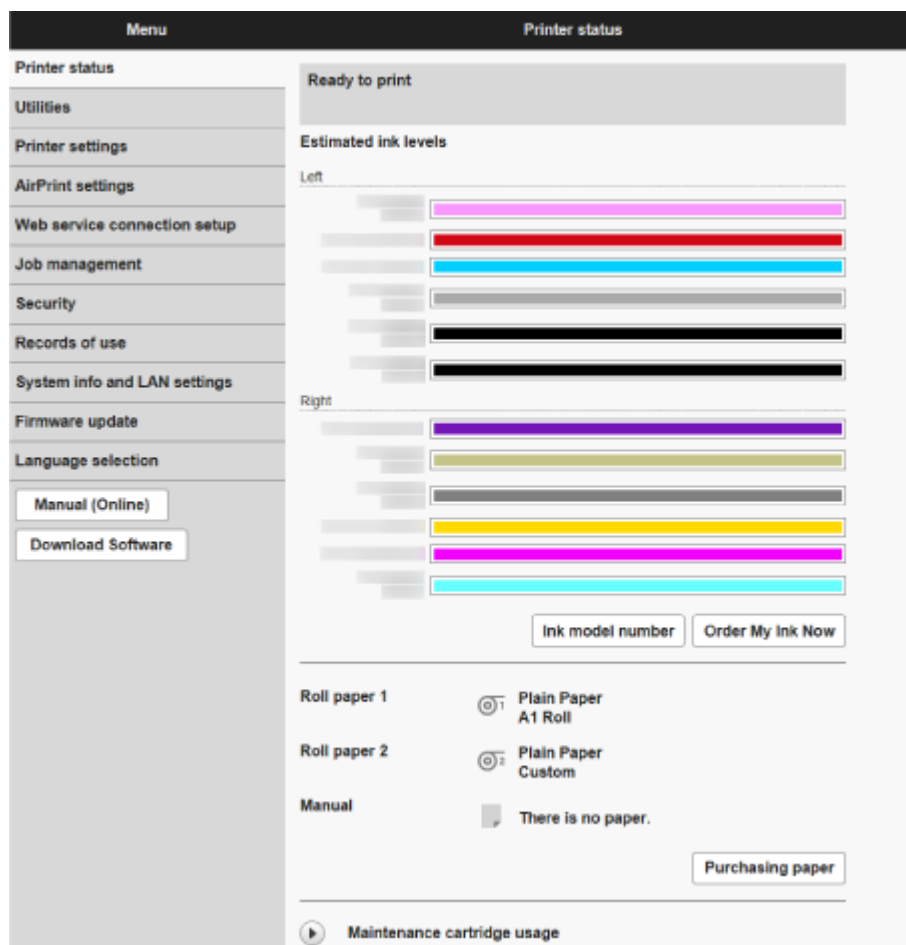 Menu
Printer status
Printer status
Utilities
Printer settings
AirPrint settings
Web service connection setup
Job management
Security
Records of use
System info and LAN settings
Firmware update
Language selection
Manual (Online)
Download Software
Ready to print
Estimated ink levels
Left
Right
Ink model number
Order My Ink Now
Roll paper 1
1
Plain Paper
A1 Roll
Roll paper 2
2
Plain Paper
Custom
Manual
There is no paper.
Purchasing paper
Maintenance cartridge usage